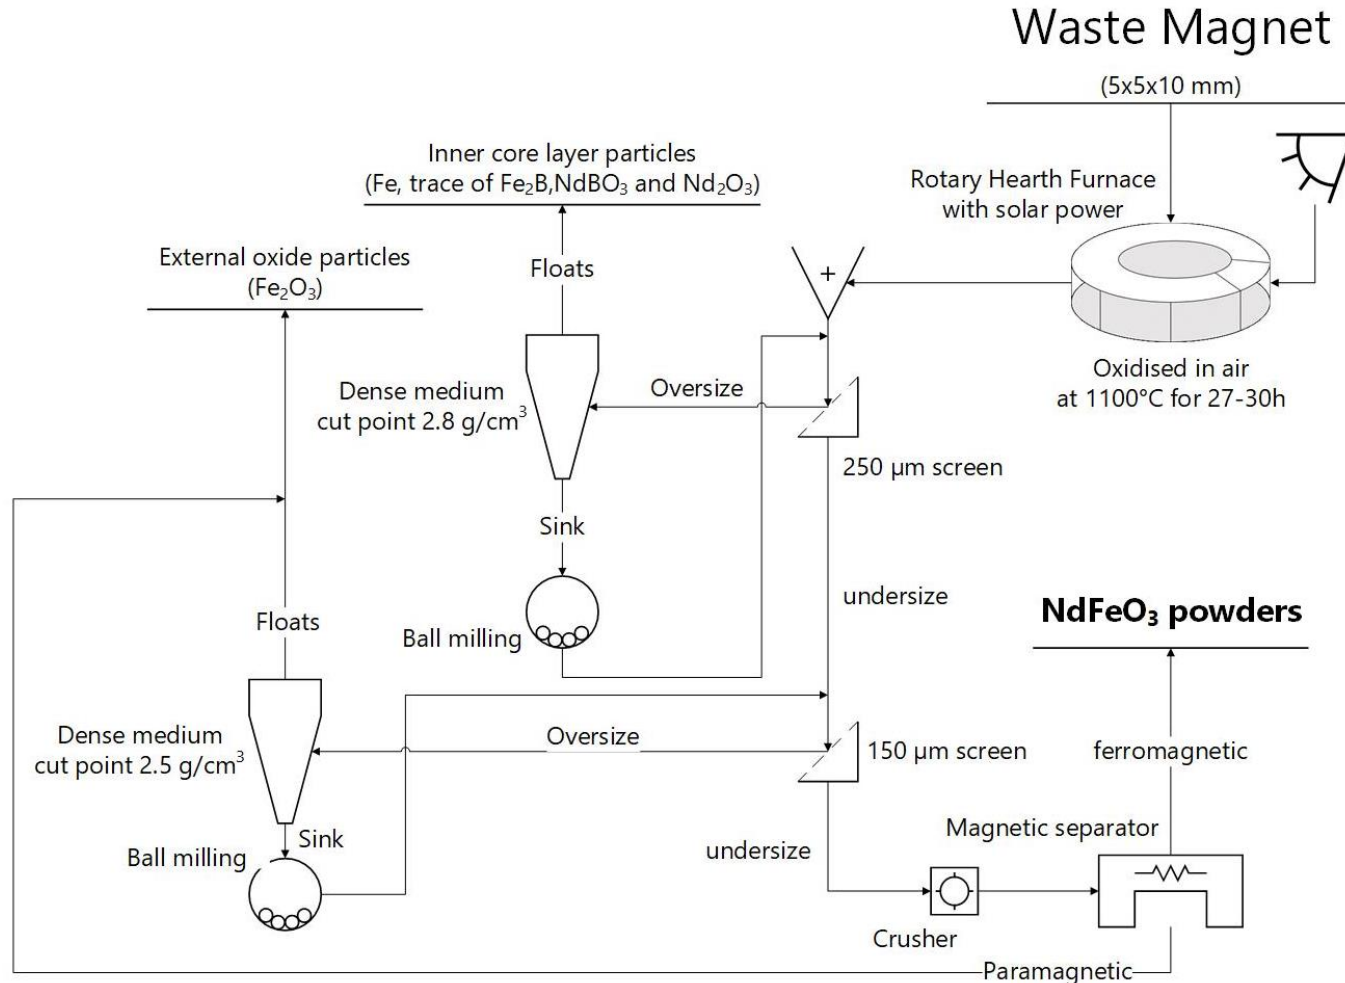 Waste Magnet
(5x5x10 mm)
Inner core layer particles
(Fe, trace of Fe₂B,NdBO₃ and Nd₂O₃)
Rotary Hearth Furnace
with solar power
External oxide particles
(Fe₂O₃)
Floats
+
Oxidised in air
at 1100°C for 27-30h
Dense medium
cut point 2.8 g/cm³
Oversize
250 µm screen
Sink
undersize
NdFeO₃ powders
Floats
Ball milling
Dense medium
cut point 2.5 g/cm³
Oversize
150 µm screen
ferromagnetic
Sink
Magnetic separator
Ball milling
undersize
Crusher
Paramagnetic